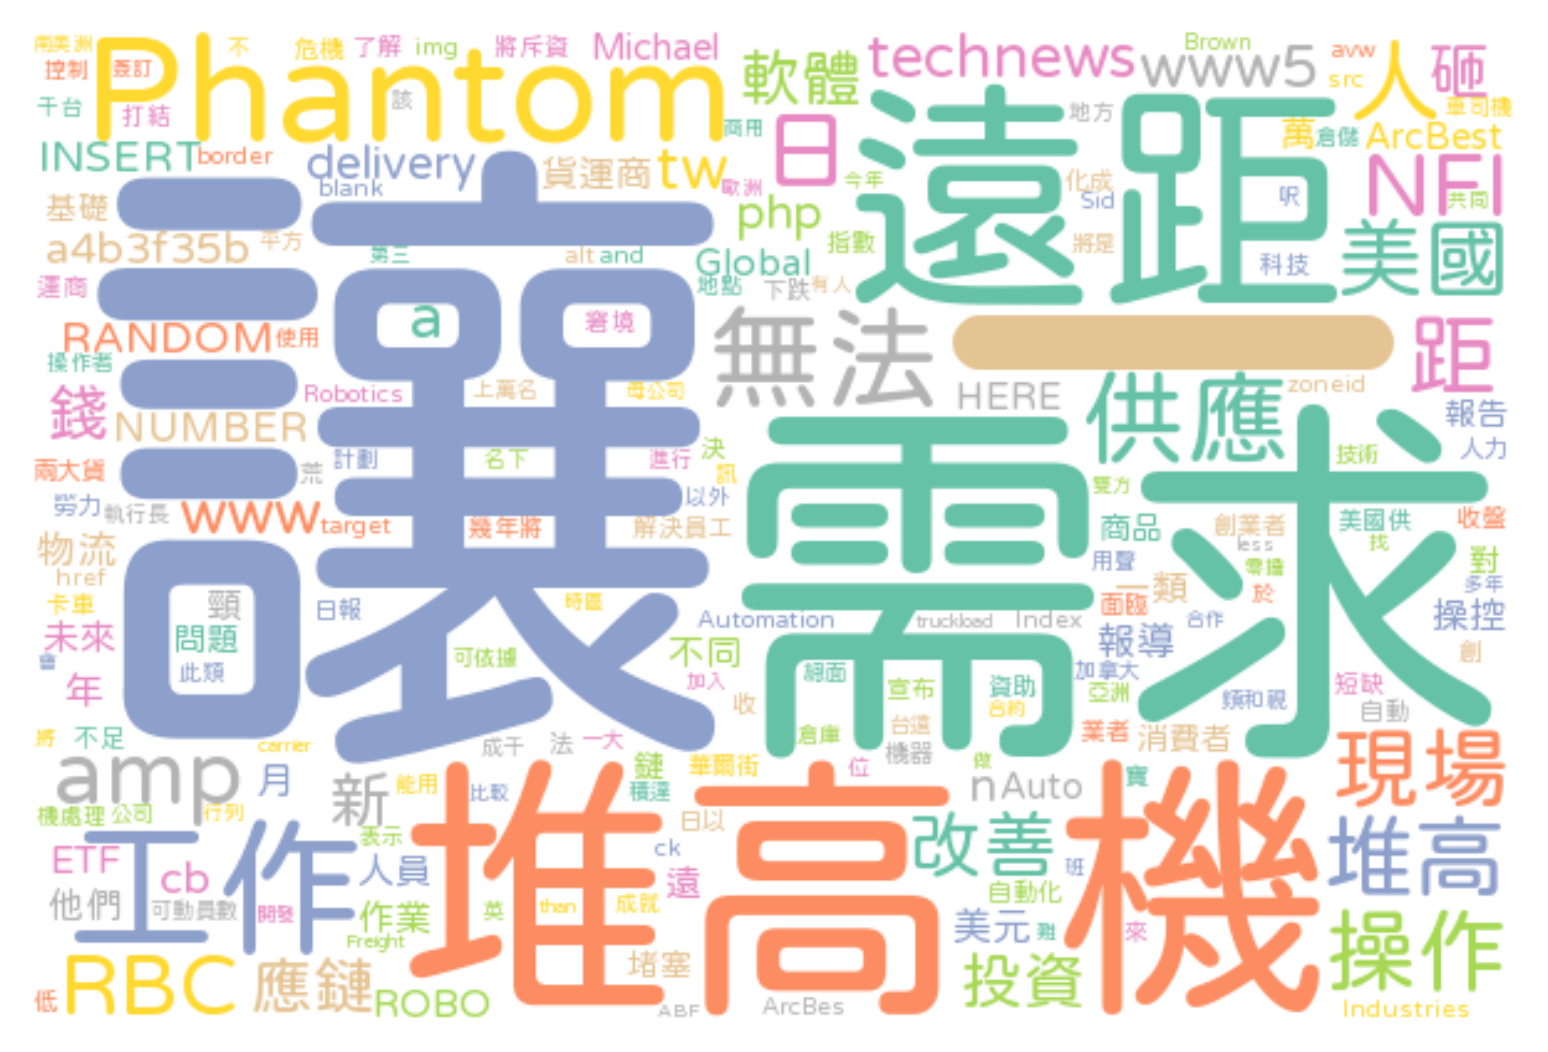 南美洲
Phantom
不
危機
了解
img
將斥資
Michael
軟體
technews
www5
Brown
avw
src
人
砸
控制
簽訂
千台
打結
該
商用
日
遠距
地方
車司機
萬
倉儲
ArcBest
INSERT
border
delivery
blank
貨運商
tw
歐洲
今年
化成
Sid
呎
NFI
共同
基礎
讓
php
a4b3f35b
平方
第三
alt
and
Global
指數
將是
科技
美國
運商
地點
下跌
有人
a
窘境
RANDOM
使用
無法
一
距
操作者
錢
Robotics
上萬名
母公司
HERE
供應
zoneid
報告
NUMBER
人力
兩大貨
荒
計劃
名下
進行
決
訊
需求
技術
勞力
執行長
www
target
幾年將
以外
解決員工
雙方
商品
創業者
美國供
收盤
物流
less
找
href
用聲
零擔
對
卡車
頸
日報
時區
Automation
truckload
Index
面臨
一類
於
多年
未來
問題
報導
合作
操控
會
此類
可依據
不同
總面
加拿大
創
年
加入
宣布
資助
亞洲
頻和視
短缺
收
台遠
合約
自動
將
不足
carrier
成千
法
一大
倉庫
機器
業者
消費者
現場
amp
月
新
能用
比較
鏈
華爾街
位
做
nAuto
寶
積達
機處理
公司
行列
表示
堆高機
日以
改善
堆高
工作
ETF
cb
人員
ck
遠
自動化
班
他們
可動員數
開發
作業
英
than
成就
美元
難
來
操作
Freight
RBC
應鏈
ROBO
堵塞
投資
低
ABF
ArcBes
Industries